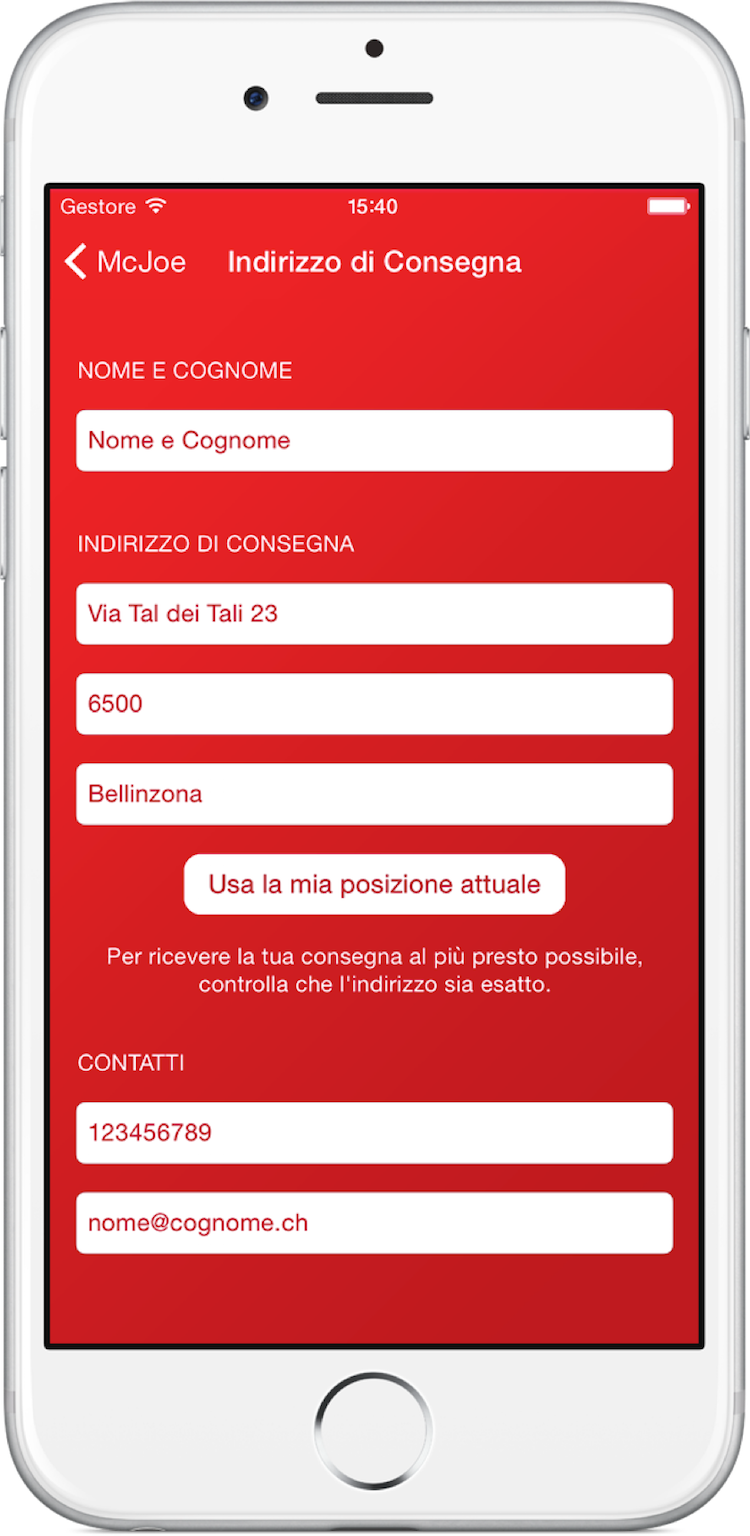 Gestore
15:40
McJoe
Indirizzo di Consegna
NOME E COGNOME
Nome e Cognome
INDIRIZZO DI CONSEGNA
Via Tal dei Tali 23
6500
Bellinzona
Usa la mia posizione attuale
Per ricevere la tua consegna al più presto possibile,
controlla che l'indirizzo sia esatto.
CONTATTI
123456789
nome@cognome.ch